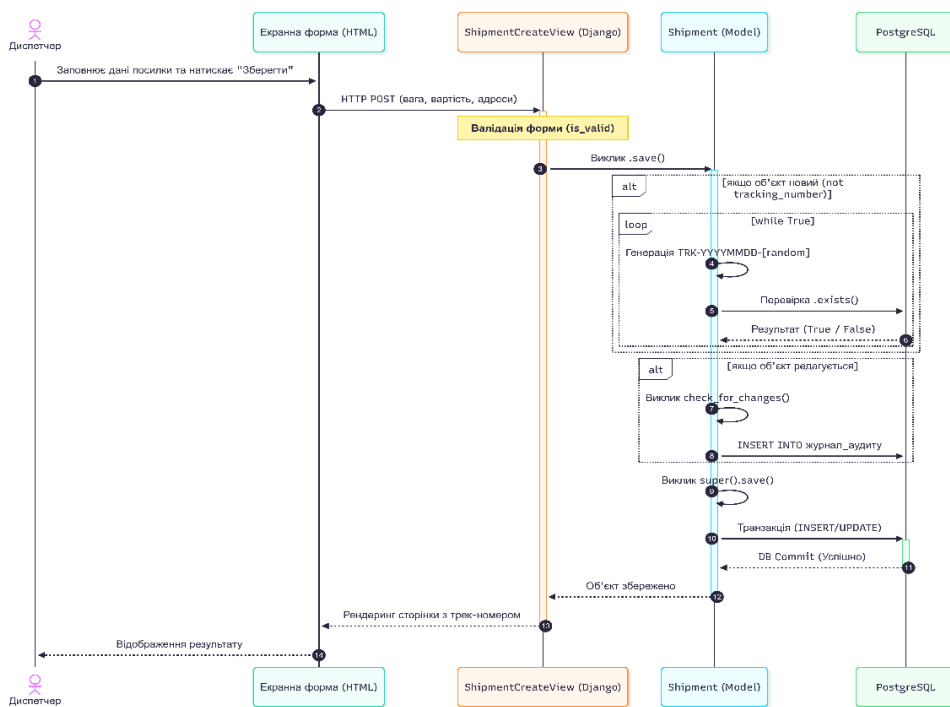 Диспетчер
Екранна форма (HTML)
ShipmentCreateView (Django)
Shipment (Model)
PostgreSQL
1 Заповнює дані посилки та натискає "Зберегти"
2 HTTP POST (вага, вартість, адреси)
Валідація форми (is_valid)
3 Виклик .save()
alt [якщо об'єкт новий (not
tracking_number)]
loop [while True]
Генерація TRK-YYYYMMDD-[random]
4
5 Перевірка .exists()
Результат (True / False) 6
alt [якщо об'єкт редагується]
Виклик check_for_changes()
7
8 INSERT INTO журнал_аудиту
Виклик super().save()
9
10 Транзакція (INSERT/UPDATE)
DB Commit (Успішно) 11
Об'єкт збережено 12
Рендеринг сторінки з трек-номером 13
Відображення результату 14
Диспетчер
Екранна форма (HTML)
ShipmentCreateView (Django)
Shipment (Model)
PostgreSQL